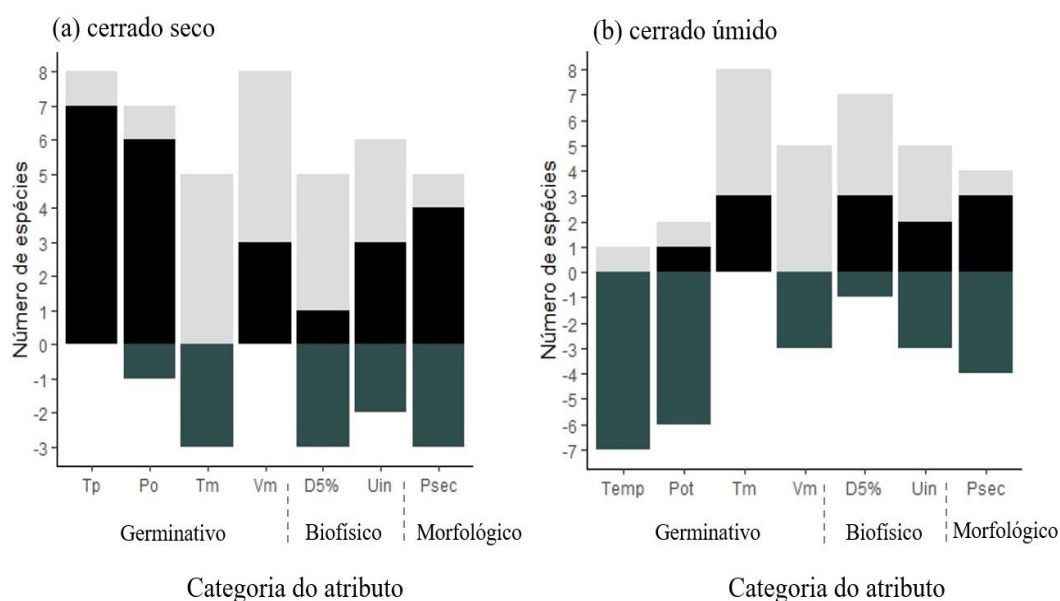 (a) cerrado seco
Número de espécies
8
7
6
5
4
3
2
1
0
-1
-2
-3
Tp Po Tm Vm D5% Uin Psec
Germinativo Biofísico Morfológico
Categoria do atributo
(b) cerrado úmido
Número de espécies
8
7
6
5
4
3
2
1
0
-1
-2
-3
-4
-5
-6
-7
Temp Pot Tm Vm D5% Uin Psec
Germinativo Biofísico Morfológico
Categoria do atributo